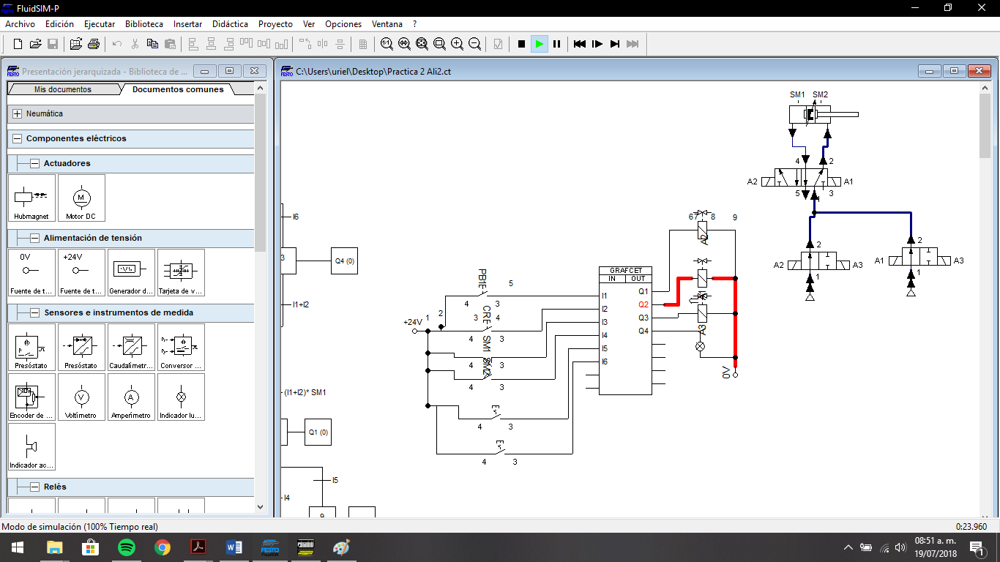 FluidSIM-P
Archivo Edición Ejecutar Biblioteca Insertar Didáctica Proyecto Ver Opciones Ventana ?
Presentación jerarquizada - Biblioteca de ...
C:\Users\uriel\Desktop\Practica 2 Ali2.ct
Mis documentos Documentos comunes
Neumática
Componentes eléctricos
Actuadores
M
Hubmagnet Motor DC
Alimentación de tensión
0V +24V
Fuente de t... Fuente de t... Generador d... Tarjeta de v...
Sensores e instrumentos de medida
Presóstato Presóstato Caudalímetr... Conversor ...
V A
Encoder de ... Voltímetro Amperímetro Indicador lu...
Indicador ac...
Relés
I6
3
Q4 (0)
I1+I2
(I1+I2)* SM1
Q1 (0)
I5
I4
9
+24V 1 2
PB1 5
4 3
CR 3 4
4 3
SM1
4 3
SM2
4 3
4 3
4 3
GRAFCET
IN OUT
I1 Q1
I2 Q2
I3 Q3
I4 Q4
I5
I6
67 8 9
A2
A1
A3
0V
SM1 SM2
4 2
A2 A1
5 1 3
2
A2 A3
1
2
A1 A3
1
Modo de simulación (100% Tiempo real) 0:23.960
08:51 a. m.
19/07/2018
1